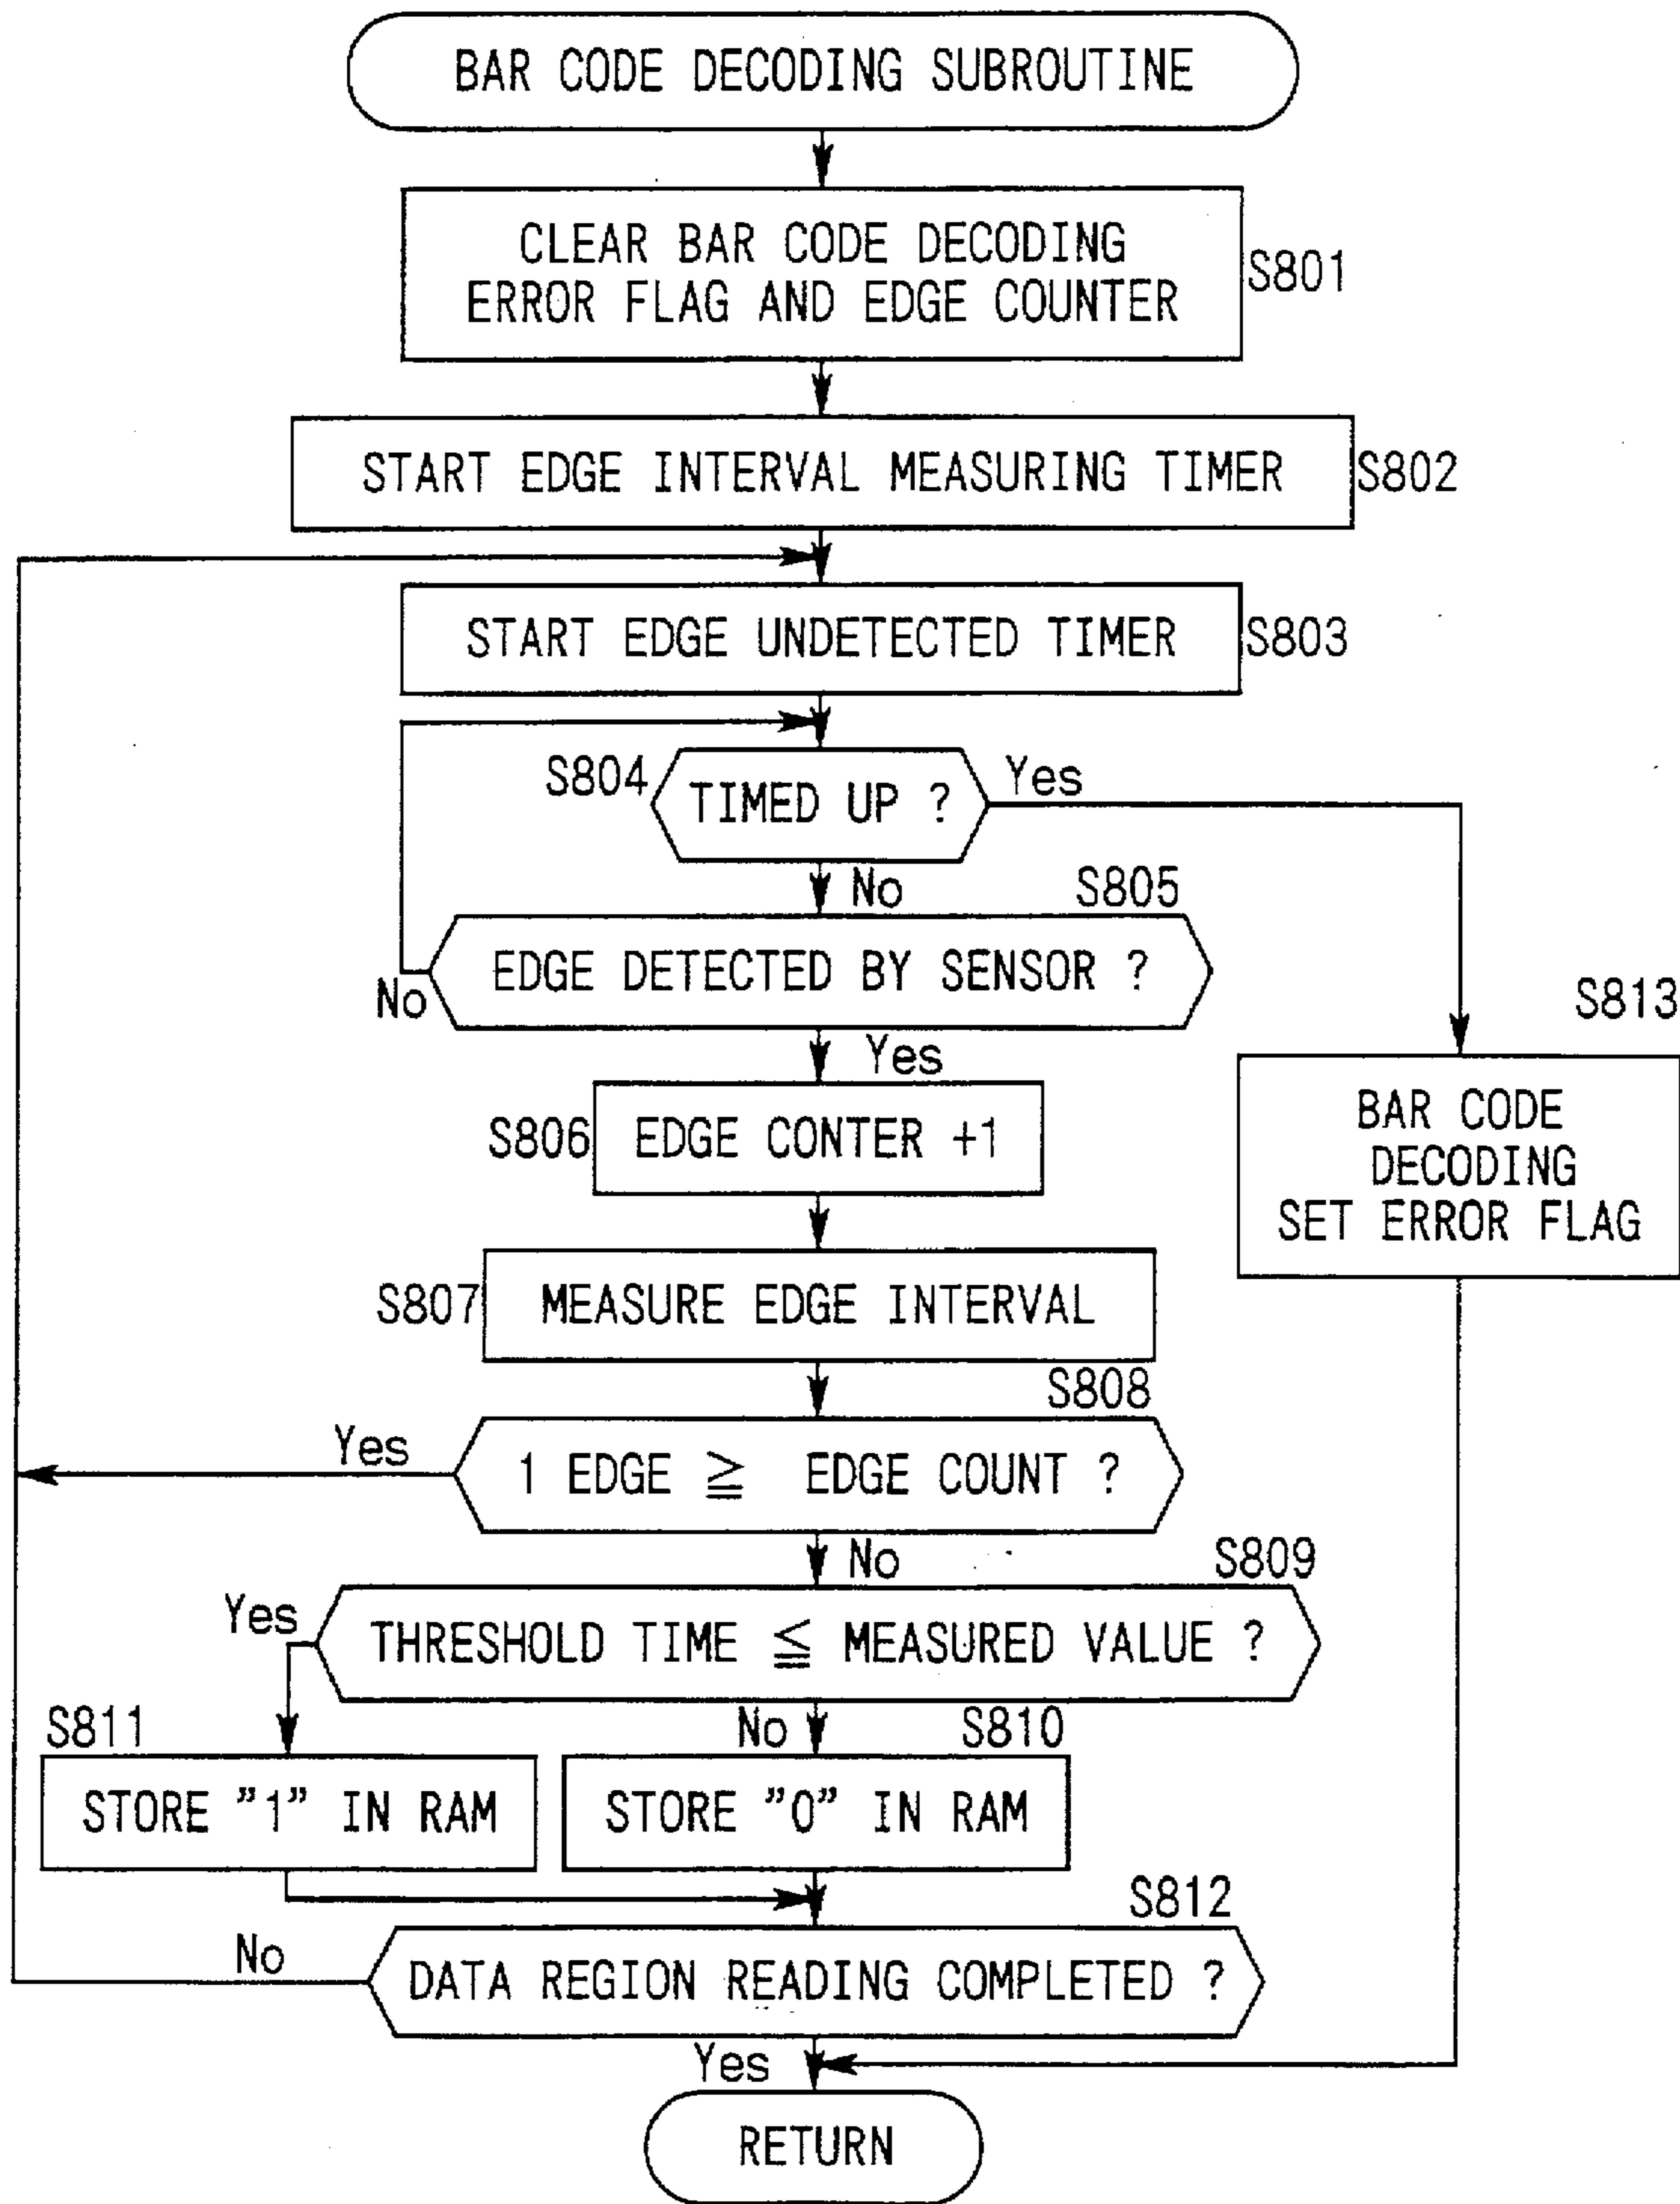 BAR CODE DECODING SUBROUTINE
CLEAR BAR CODE DECODING
ERROR FLAG AND EDGE COUNTER
S801
START EDGE INTERVAL MEASURING TIMER
S802
START EDGE UNDETECTED TIMER
S803
S804
TIMED UP ?
Yes
No
S805
EDGE DETECTED BY SENSOR ?
No
Yes
S813
BAR CODE
DECODING
SET ERROR FLAG
S806
EDGE CONTER +1
S807
MEASURE EDGE INTERVAL
S808
1 EDGE ≧ EDGE COUNT ?
Yes
No
S809
THRESHOLD TIME ≦ MEASURED VALUE ?
Yes
No
S811
STORE "1" IN RAM
S810
STORE "0" IN RAM
S812
DATA REGION READING COMPLETED ?
No
Yes
RETURN